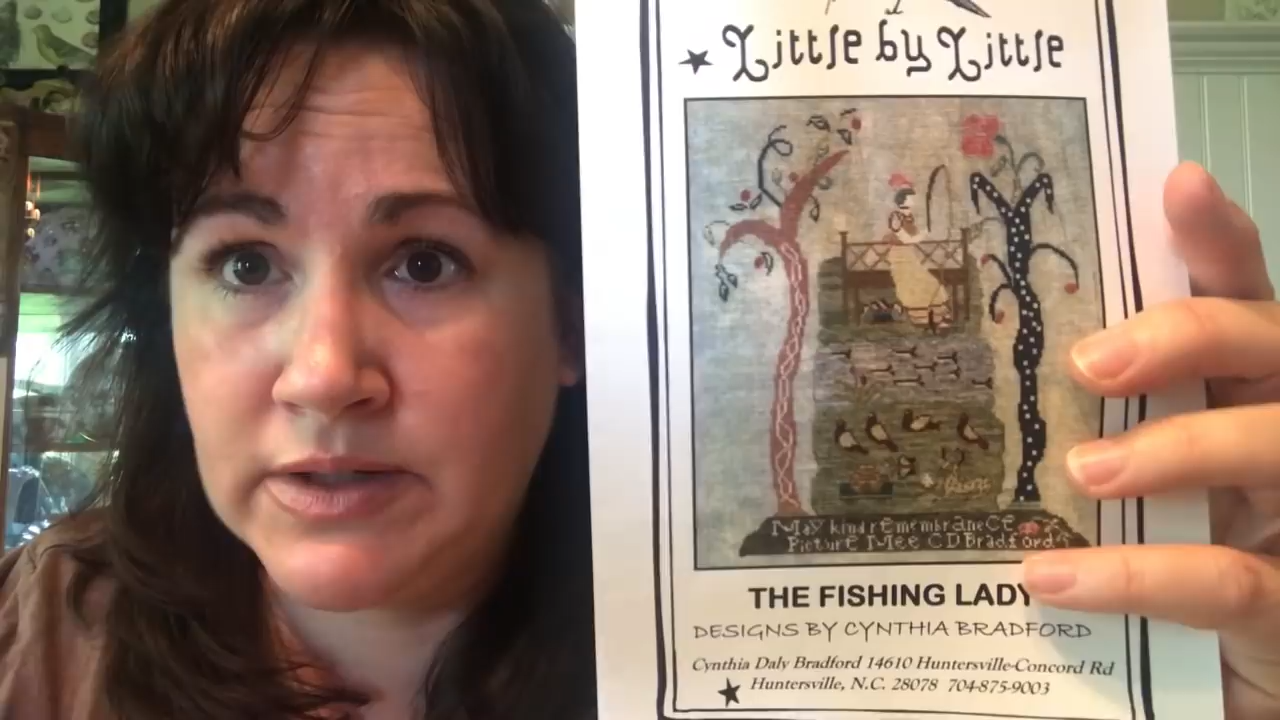 Little by Little
May kind remembrance
Picture Mee CD Bradford
THE FISHING LADY
DESIGNS BY CYNTHIA BRADFORD
Cynthia Daly Bradford 14610 Huntersville-Concord Rd
Huntersville, N.C. 28078 704-875-9003